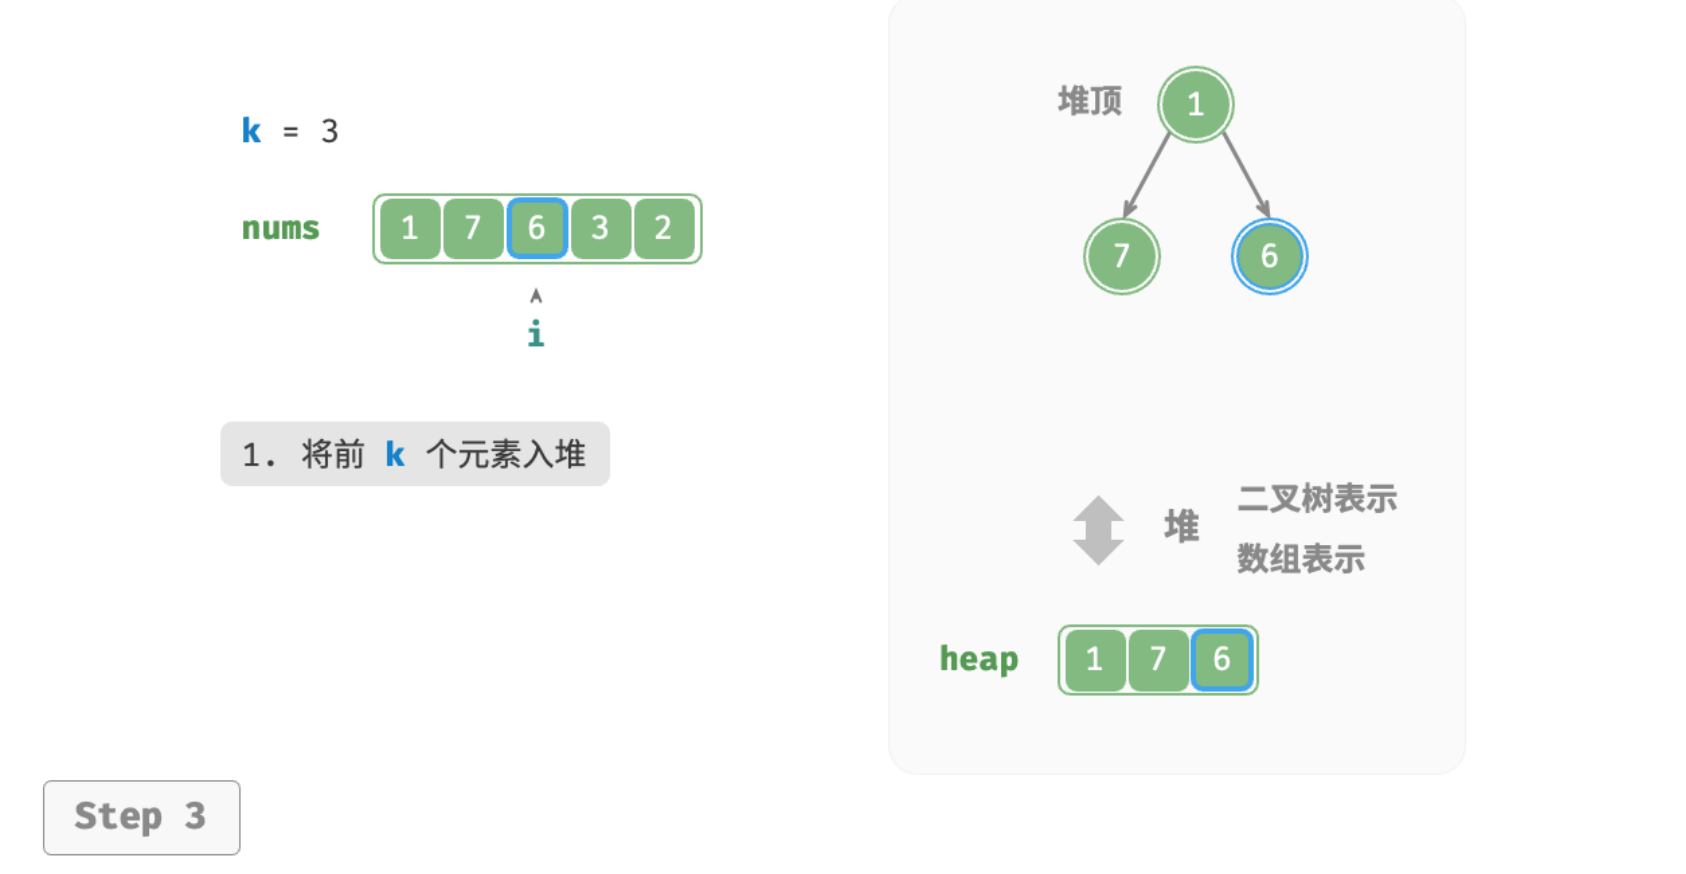 k = 3
nums 1 7 6 3 2
i
1. 将前 k 个元素入堆
Step 3
堆顶 1
7 6
堆
二叉树表示
数组表示
heap 1 7 6